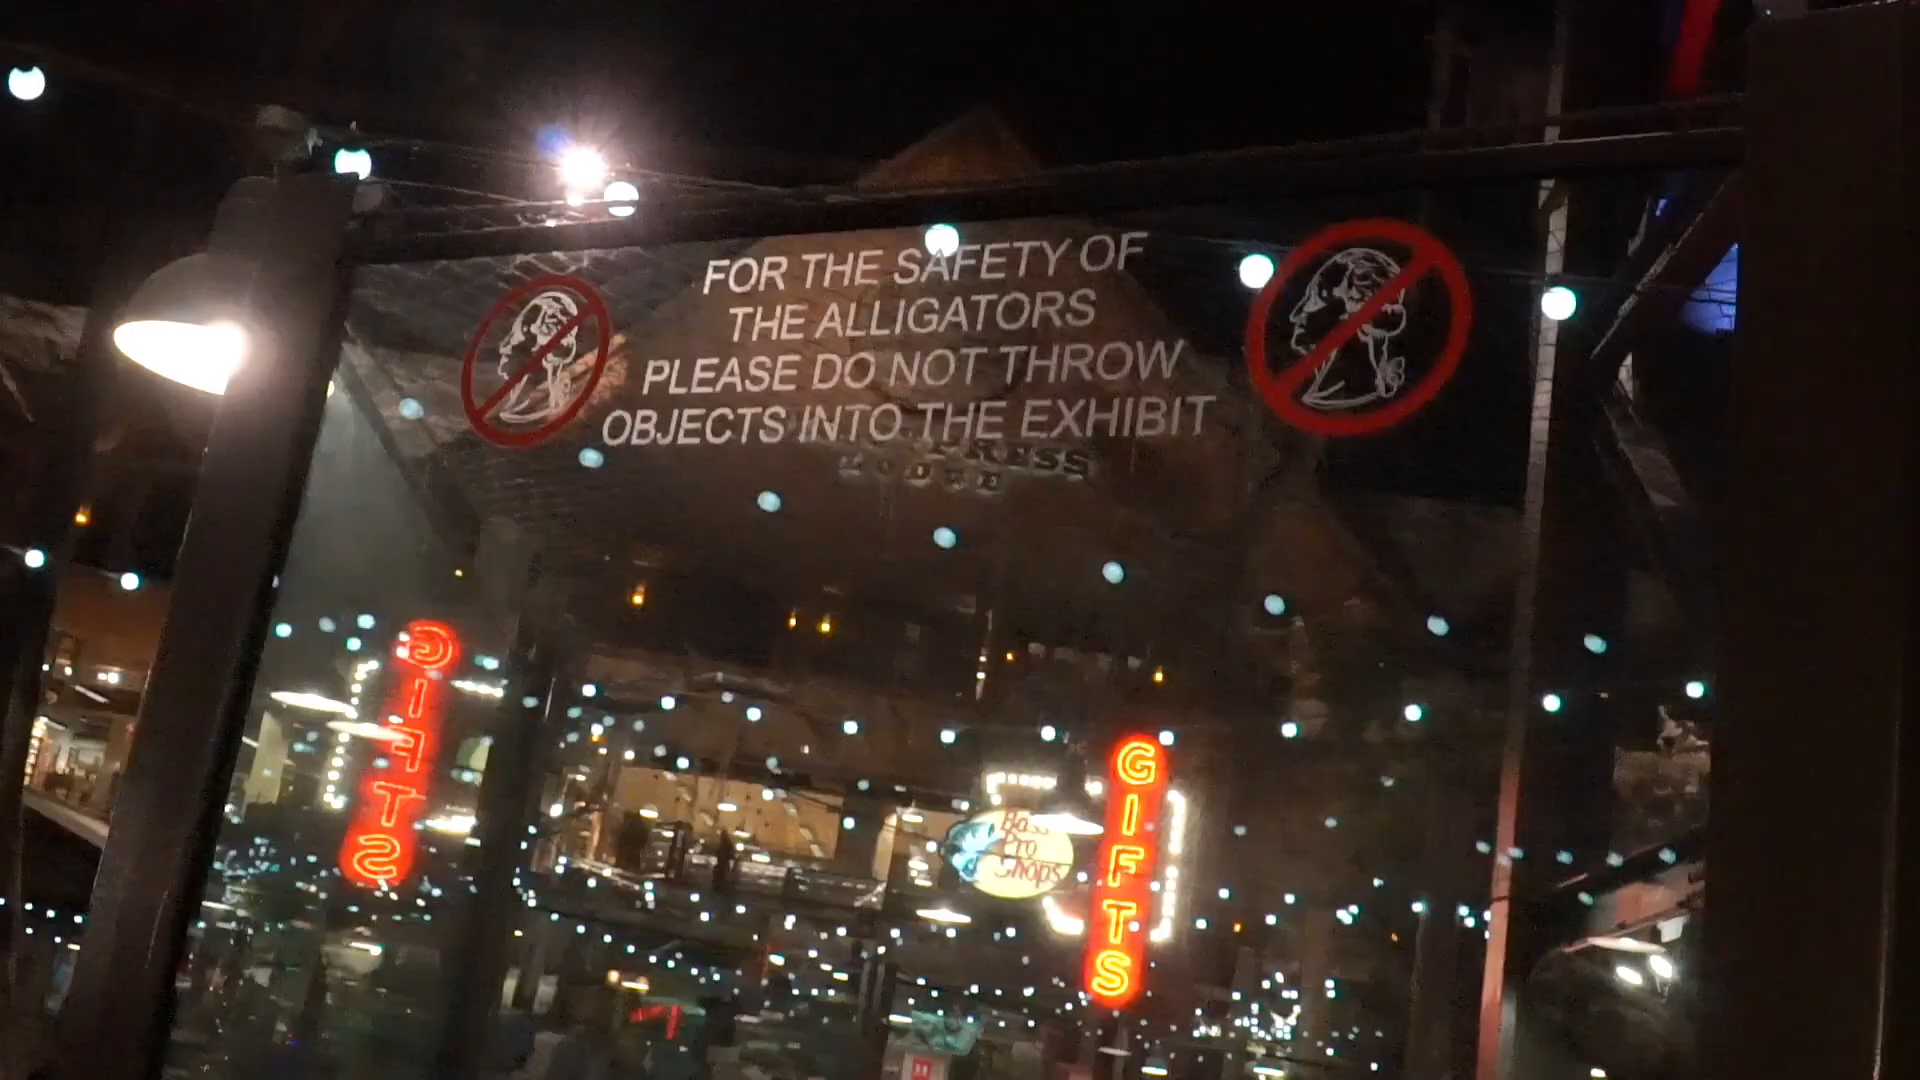 FOR THE SAFETY OF
THE ALLIGATORS
PLEASE DO NOT THROW
OBJECTS INTO THE EXHIBIT
GIFTS
Bass
Pro
Shops
GIFTS